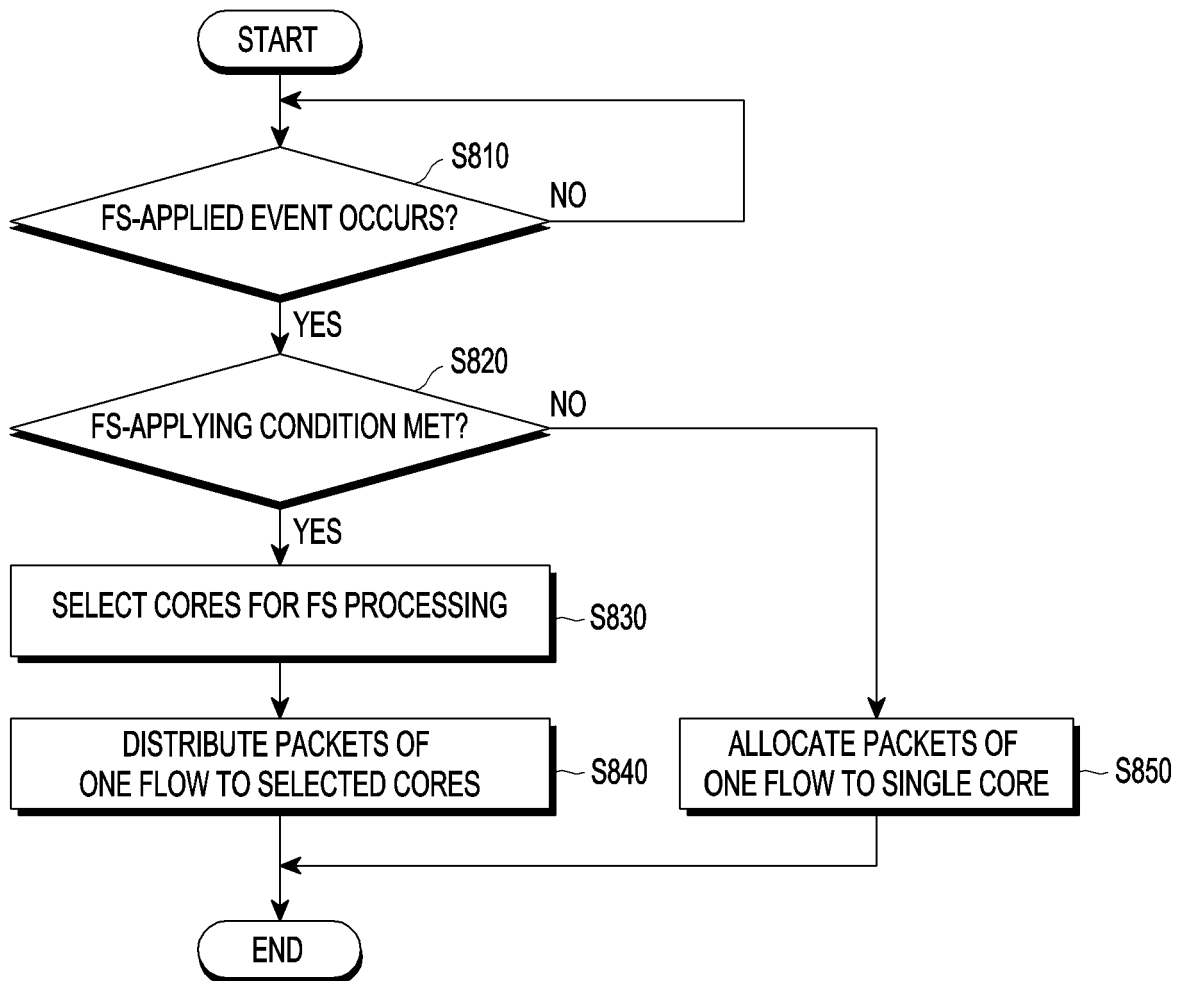 START
S810
FS-APPLIED EVENT OCCURS?
NO
YES
S820
FS-APPLYING CONDITION MET?
NO
YES
SELECT CORES FOR FS PROCESSING
S830
DISTRIBUTE PACKETS OF
ONE FLOW TO SELECTED CORES
S840
ALLOCATE PACKETS OF
ONE FLOW TO SINGLE CORE
S850
END